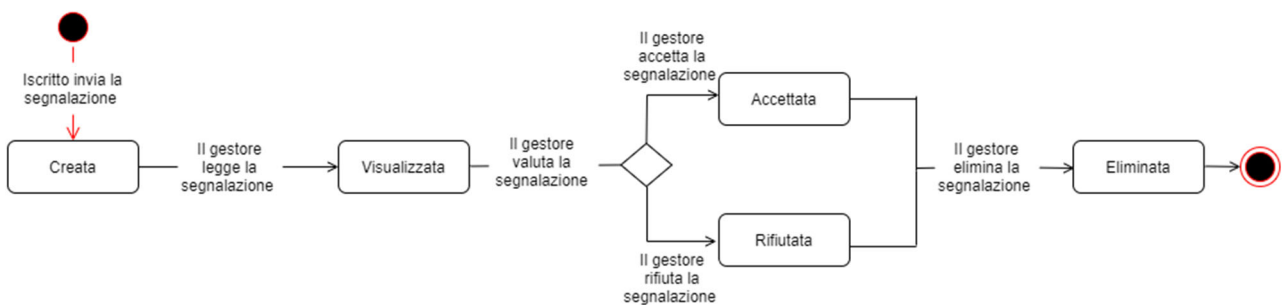 Iscritto invia la
segnalazione
Creata
Il gestore
legge la
segnalazione
Visualizzata
Il gestore
valuta la
segnalazione
Il gestore
accetta la
segnalazione
Accettata
Il gestore
rifiuta la
segnalazione
Rifiutata
Il gestore
elimina la
segnalazione
Eliminata